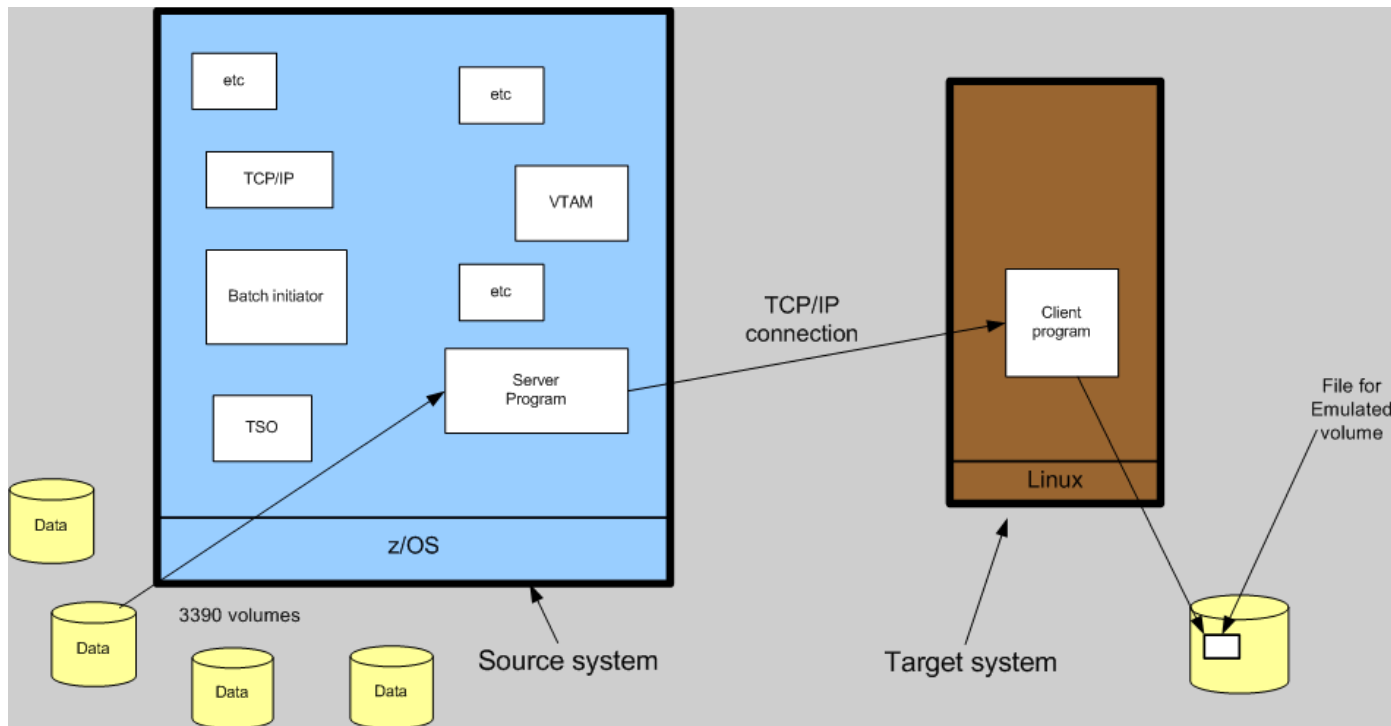 etc
etc
TCP/IP
VTAM
Batch initiator
etc
TCP/IP
connection
Client
program
Server
Program
File for
Emulated
volume
TSO
Linux
Data
z/OS
3390 volumes
Data
Source system
Target system
Data
Data